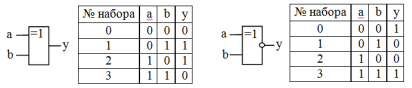 a
b
=1
y
№ набора a b y
0 0 0 0
1 0 1 1
2 1 0 1
3 1 1 0
a
b
=1
y
№ набора a b y
0 0 0 1
1 0 1 0
2 1 0 0
3 1 1 1